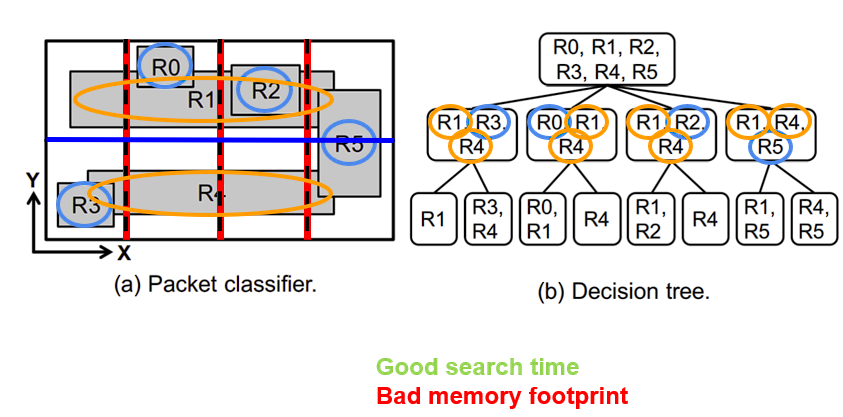 R0
R1
R2
R5
R3
R4
Y
X
(a) Packet classifier.
R0, R1, R2,
R3, R4, R5
R1, R3,
R4
R0, R1,
R4
R1, R2,
R4
R1, R4,
R5
R1
R3,
R4
R0,
R1
R4
R1,
R2
R4
R1,
R5
R4,
R5
(b) Decision tree.
Good search time
Bad memory footprint